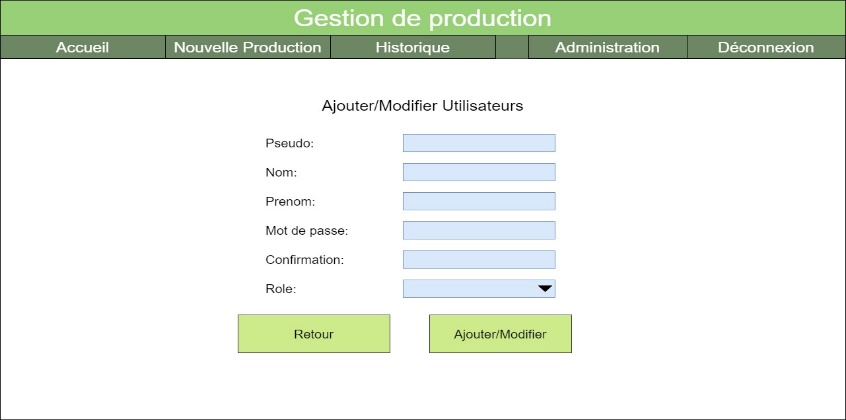 Gestion de production
Accueil Nouvelle Production Historique Administration Déconnexion
Ajouter/Modifier Utilisateurs
Pseudo:
Nom:
Prenom:
Mot de passe:
Confirmation:
Role:
Retour Ajouter/Modifier